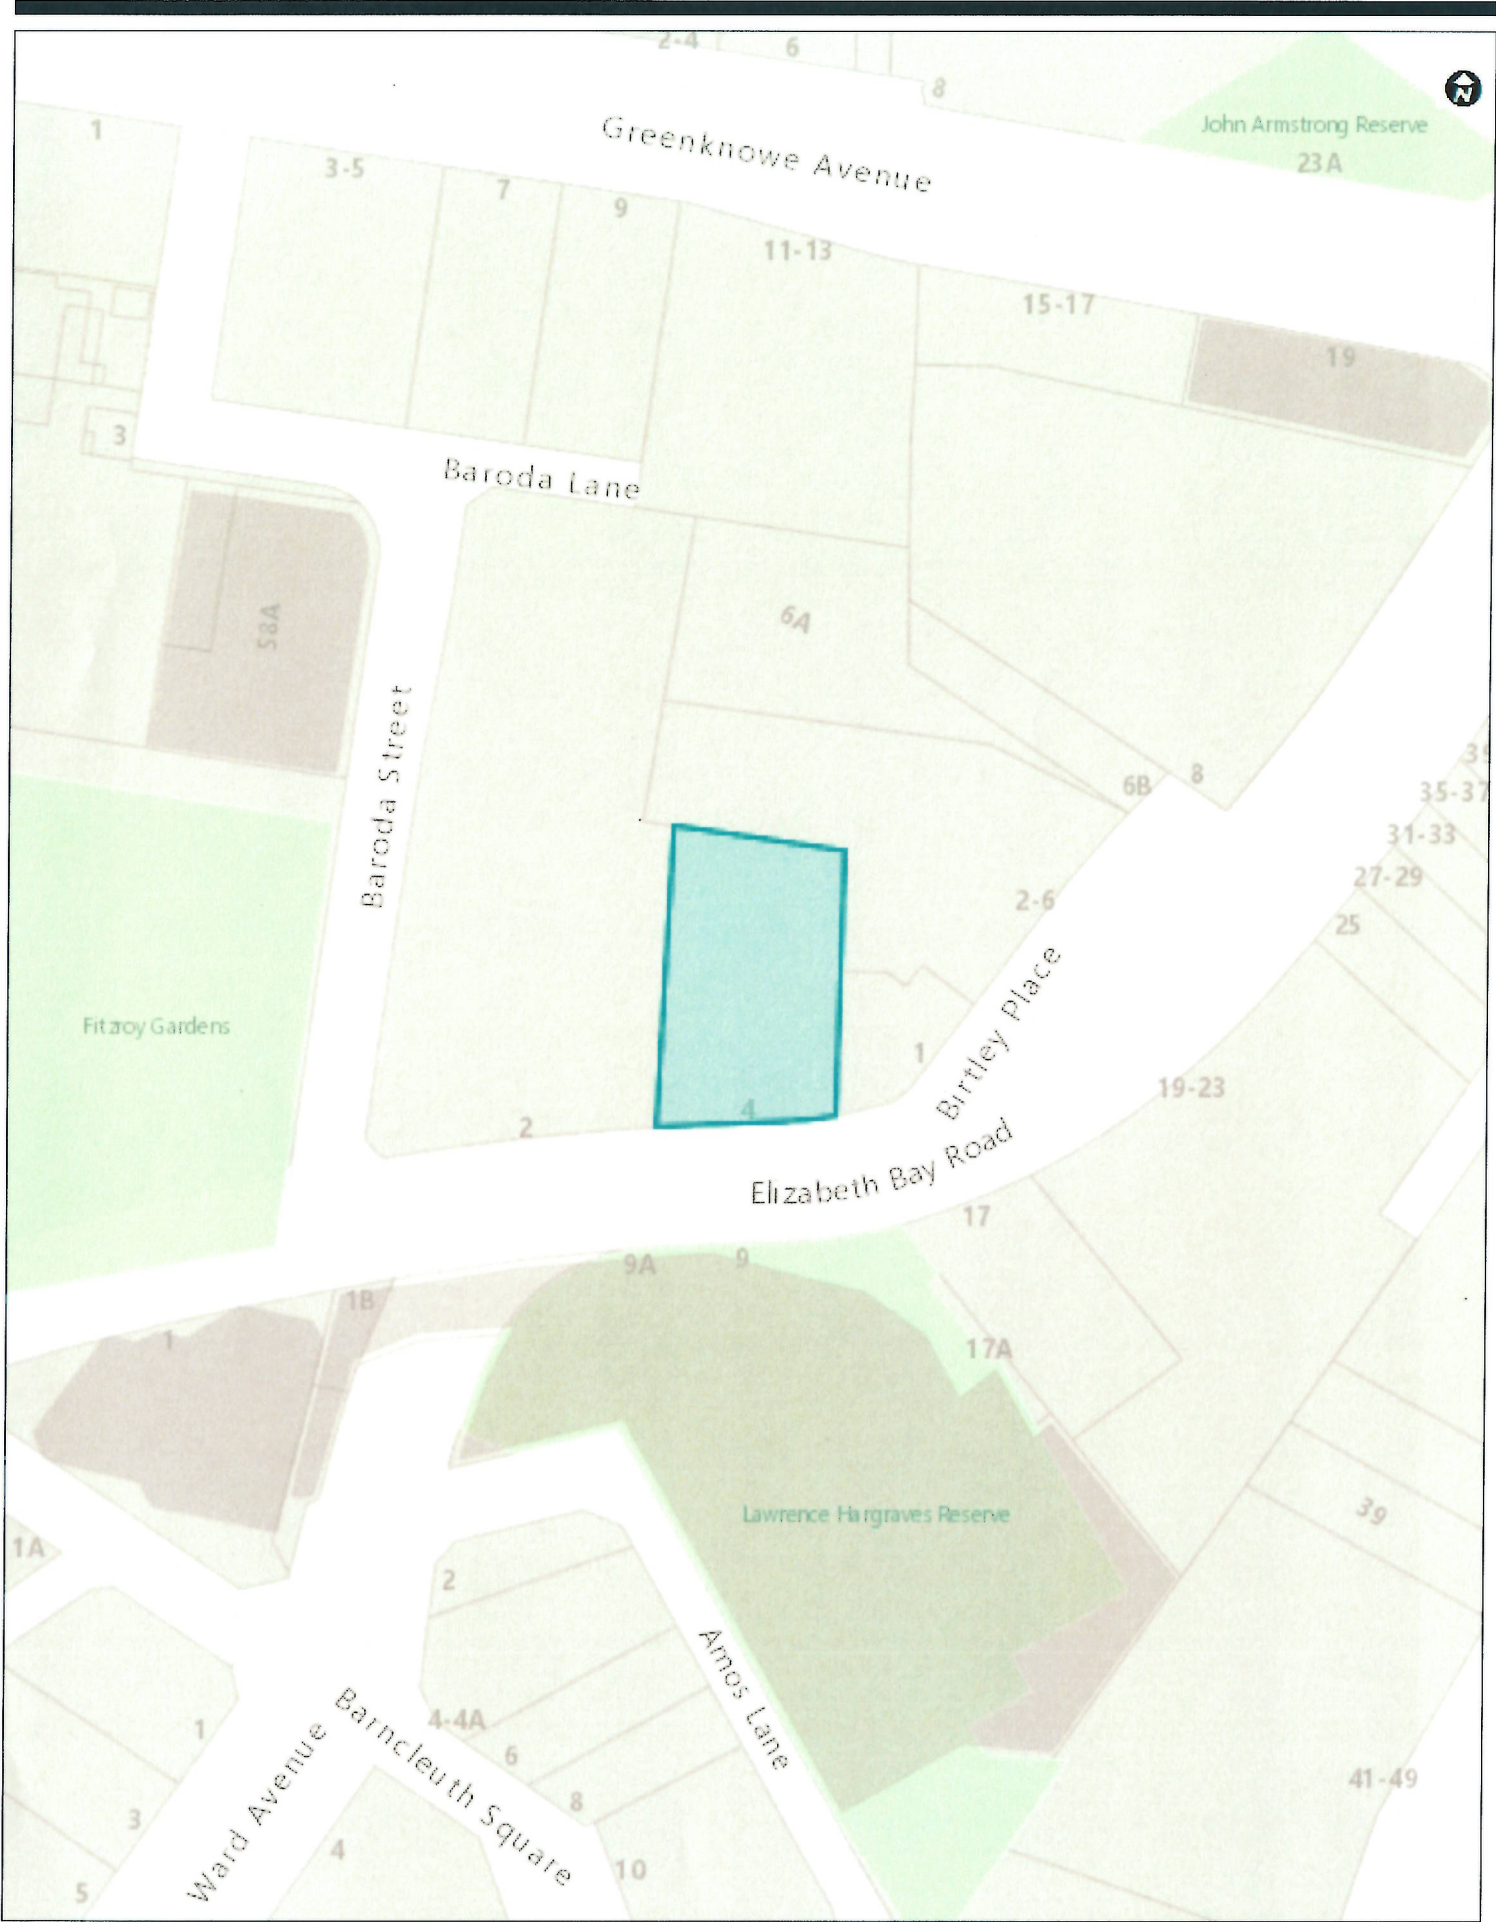 2-4
6
8
N
John Armstrong Reserve
23A
1
Greenknowe Avenue
3-5
7
9
11-13
15-17
19
3
Baroda Lane
58A
6A
Baroda Street
6B
8
35-37
31-33
27-29
25
2-6
Fitzroy Gardens
Birtley Place
1
19-23
4
2
Elizabeth Bay Road
17
9A
9
1B
1
17A
Lawrence Hargraves Reserve
39
1A
2
Amos Lane
4-4A
Barncleuth Square
1
6
Ward Avenue
8
41-49
3
4
10
5